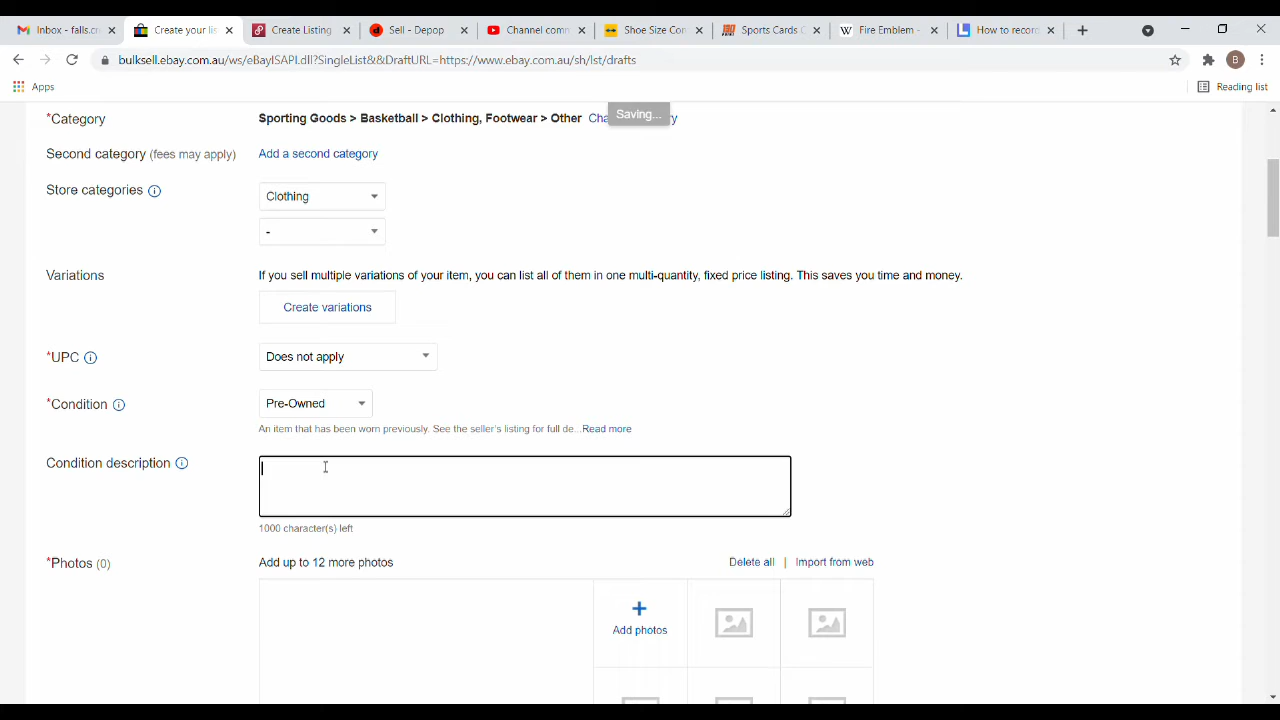 Inbox - falls.cr
Create your lis
Create Listing
Sell - Depop
Channel comm
Shoe Size Con
Sports Cards C
Fire Emblem -
How to recor
bulksell.ebay.com.au/ws/eBayISAPI.dll?SingleList&&DraftURL=https://www.ebay.com.au/sh/lst/drafts
B
Apps
Reading list
Saving...
*Category
Sporting Goods > Basketball > Clothing, Footwear > Other
Second category (fees may apply)
Add a second category
Store categories
Clothing
-
Variations
If you sell multiple variations of your item, you can list all of them in one multi-quantity, fixed price listing. This saves you time and money.
Create variations
*UPC
Does not apply
*Condition
Pre-Owned
An item that has been worn previously. See the seller's listing for full de...Read more
Condition description
1000 character(s) left
*Photos (0)
Add up to 12 more photos
Delete all | Import from web
+
Add photos